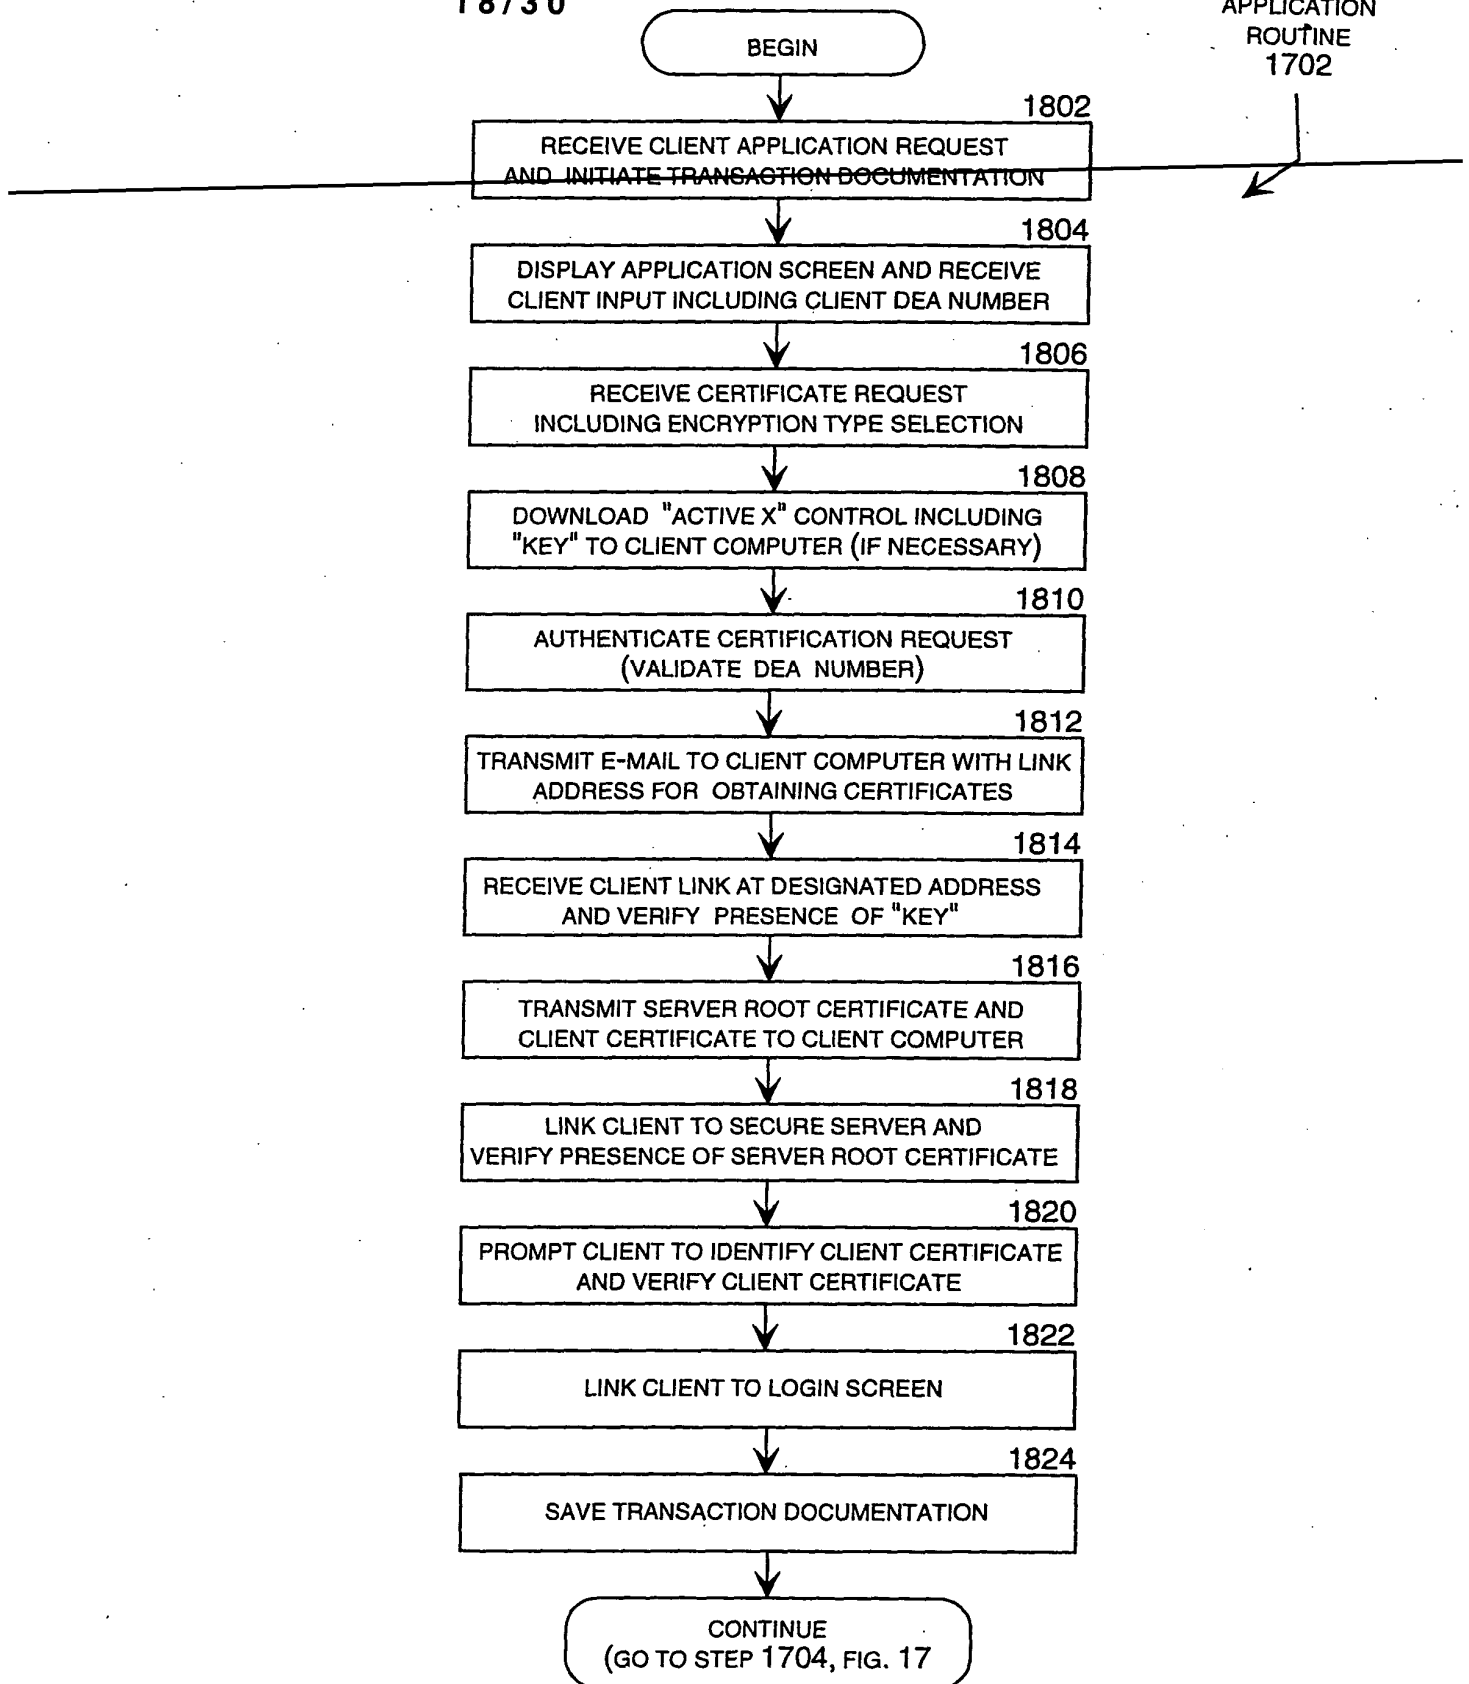 18/30
APPLICATION
ROUTINE
1702
BEGIN
1802
RECEIVE CLIENT APPLICATION REQUEST
AND INITIATE TRANSACTION DOCUMENTATION
1804
DISPLAY APPLICATION SCREEN AND RECEIVE
CLIENT INPUT INCLUDING CLIENT DEA NUMBER
1806
RECEIVE CERTIFICATE REQUEST
INCLUDING ENCRYPTION TYPE SELECTION
1808
DOWNLOAD "ACTIVE X" CONTROL INCLUDING
"KEY" TO CLIENT COMPUTER (IF NECESSARY)
1810
AUTHENTICATE CERTIFICATION REQUEST
(VALIDATE DEA NUMBER)
1812
TRANSMIT E-MAIL TO CLIENT COMPUTER WITH LINK
ADDRESS FOR OBTAINING CERTIFICATES
1814
RECEIVE CLIENT LINK AT DESIGNATED ADDRESS
AND VERIFY PRESENCE OF "KEY"
1816
TRANSMIT SERVER ROOT CERTIFICATE AND
CLIENT CERTIFICATE TO CLIENT COMPUTER
1818
LINK CLIENT TO SECURE SERVER AND
VERIFY PRESENCE OF SERVER ROOT CERTIFICATE
1820
PROMPT CLIENT TO IDENTIFY CLIENT CERTIFICATE
AND VERIFY CLIENT CERTIFICATE
1822
LINK CLIENT TO LOGIN SCREEN
1824
SAVE TRANSACTION DOCUMENTATION
CONTINUE
(GO TO STEP 1704, FIG. 17